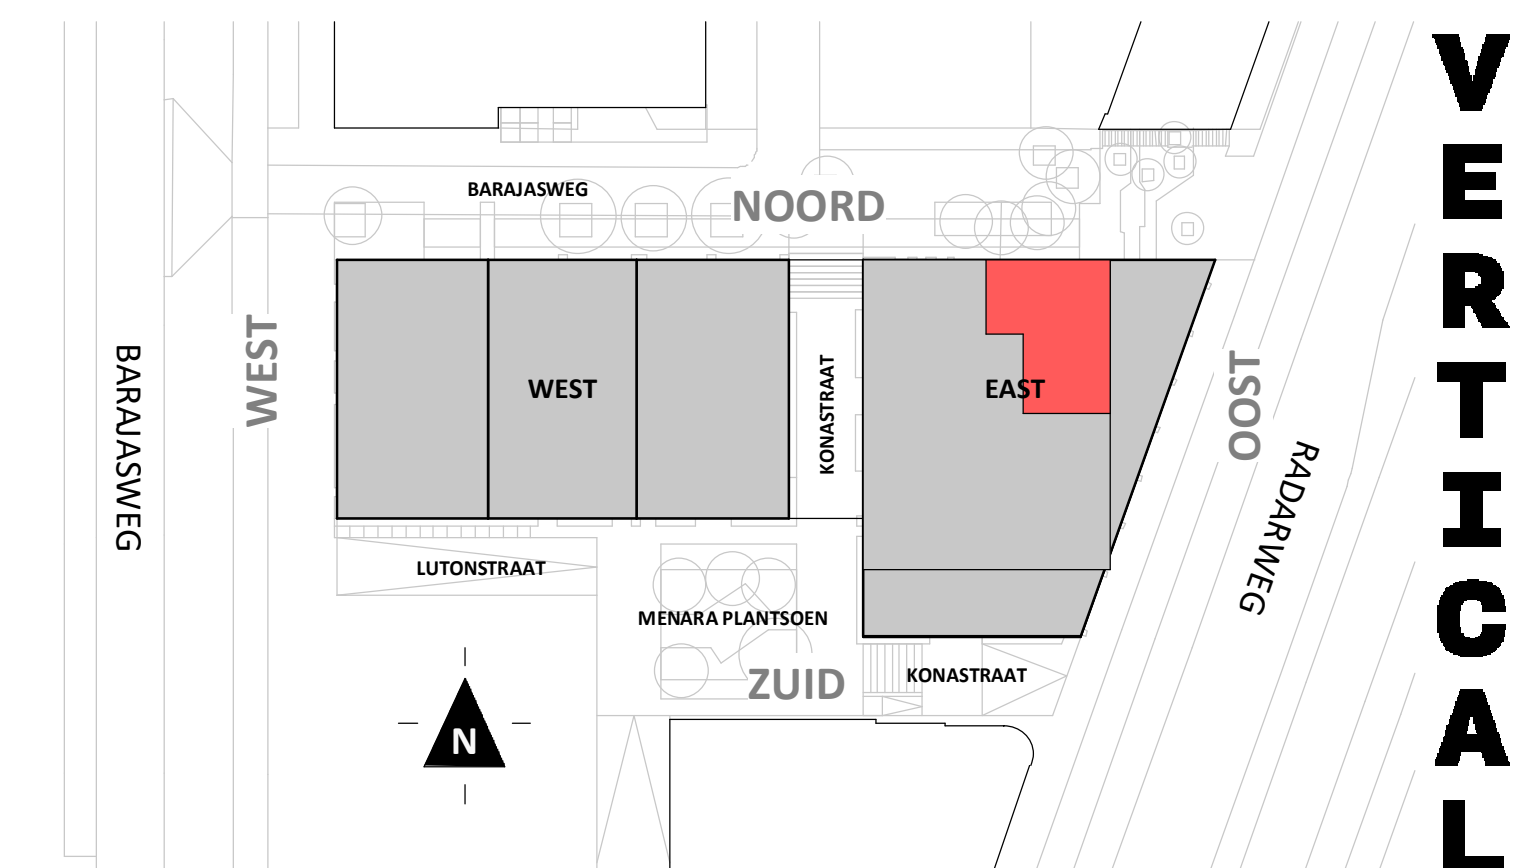 BARAJASWEG
NOORD
WEST
BARAJASWEG
WEST
KONASTRAAT
EAST
OOST
RADARWEG
LUTONSTRAAT
MENARA PLANTSOEN
ZUID
KONASTRAAT
N
VERTICAL